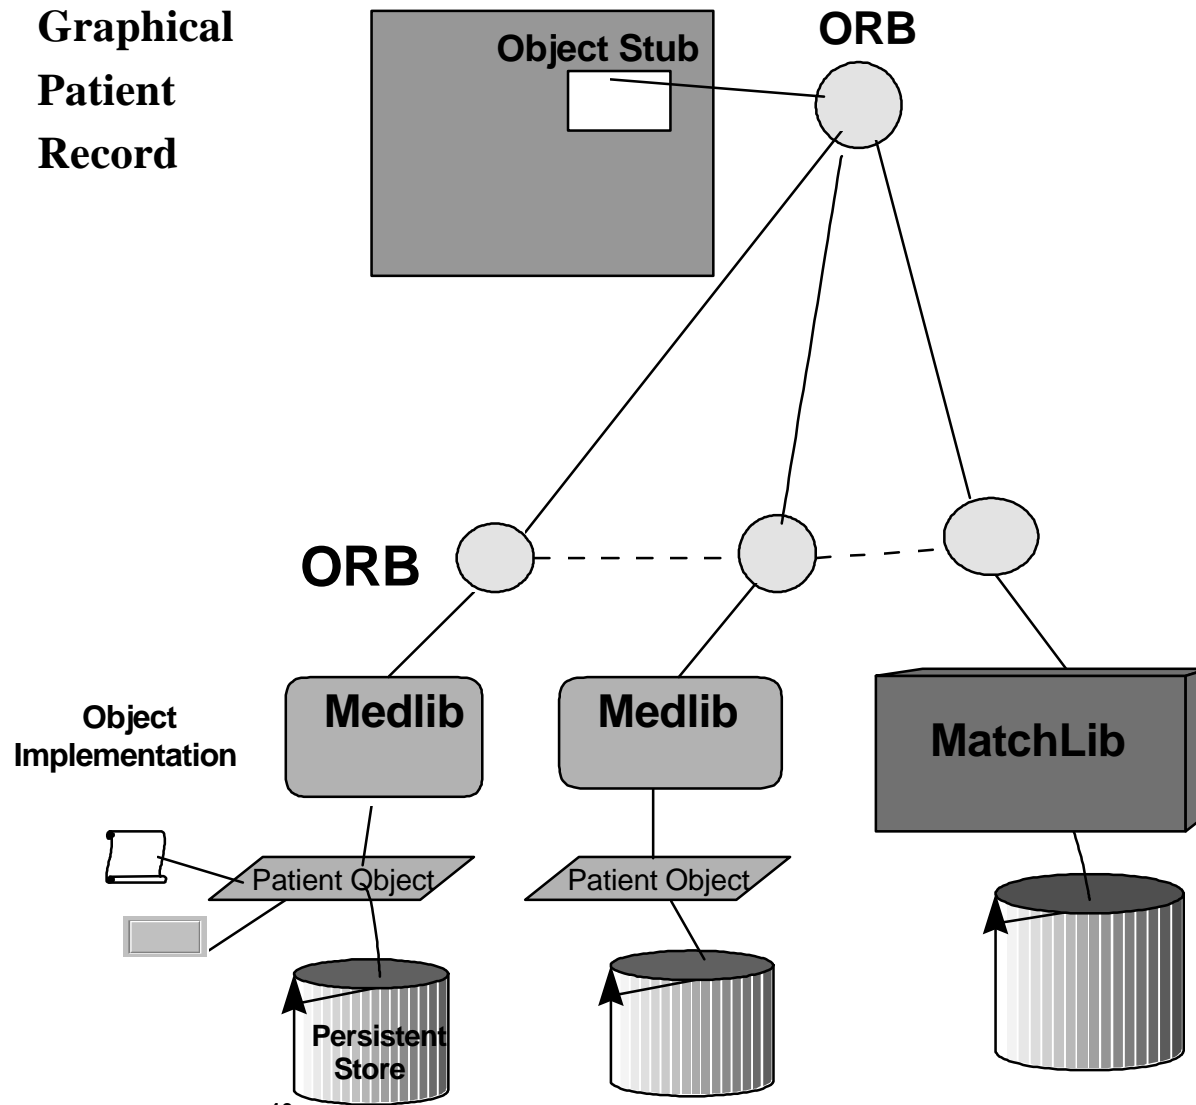 Graphical
Patient
Record
Object Stub
ORB
ORB
Object
Implementation
Medlib
Medlib
MatchLib
Patient Object
Patient Object
Persistent
Store